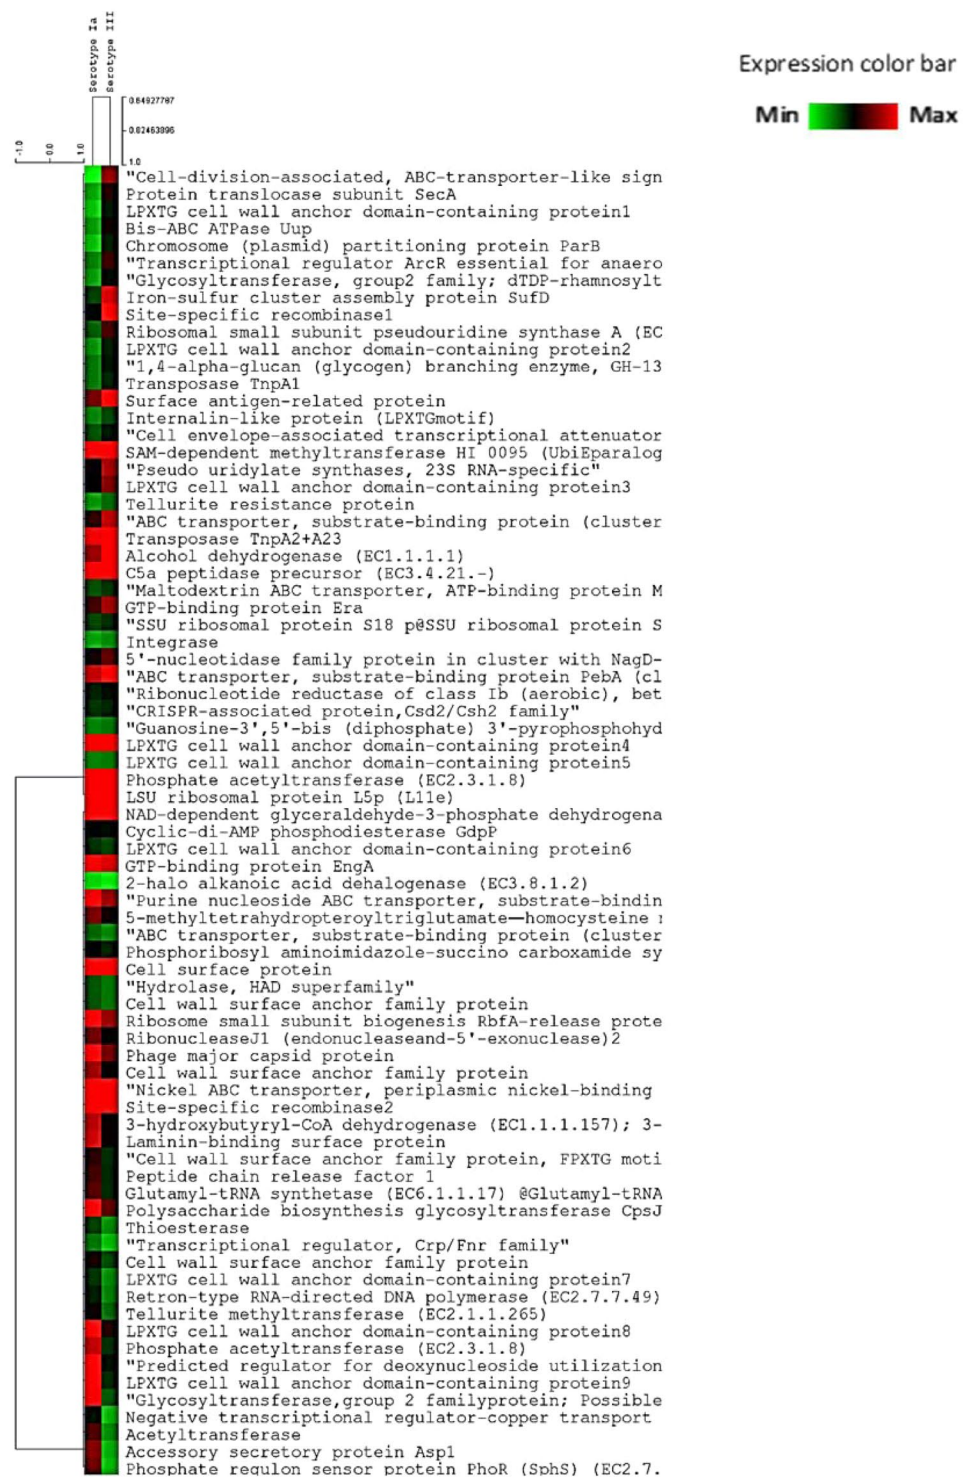 Serotype Ia
Serotype III
Expression color bar
Min Max
0.64927787
0.82463896
1.0
-1.0 0.0 1.0
"Cell-division-associated, ABC-transporter-like sign
Protein translocase subunit SecA
LPXTG cell wall anchor domain-containing protein1
Bis-ABC ATPase Uup
Chromosome (plasmid) partitioning protein ParB
"Transcriptional regulator ArcR essential for anaero
"Glycosyltransferase, group2 family; dTDP-rhamnosylt
Iron-sulfur cluster assembly protein SufD
Site-specific recombinase1
Ribosomal small subunit pseudouridine synthase A (EC
LPXTG cell wall anchor domain-containing protein2
"1,4-alpha-glucan (glycogen) branching enzyme, GH-13
Transposase TnpA1
Surface antigen-related protein
Internalin-like protein (LPXTGmotif)
"Cell envelope-associated transcriptional attenuator
SAM-dependent methyltransferase HI 0095 (UbiEparalog
"Pseudo uridylate synthases, 23S RNA-specific"
LPXTG cell wall anchor domain-containing protein3
Tellurite resistance protein
"ABC transporter, substrate-binding protein (cluster
Transposase TnpA2+A23
Alcohol dehydrogenase (EC1.1.1.1)
C5a peptidase precursor (EC3.4.21.-)
"Maltodextrin ABC transporter, ATP-binding protein M
GTP-binding protein Era
"SSU ribosomal protein S18 p@SSU ribosomal protein S
Integrase
5'-nucleotidase family protein in cluster with NagD-
"ABC transporter, substrate-binding protein PebA (cl
"Ribonucleotide reductase of class Ib (aerobic), bet
"CRISPR-associated protein,Csd2/Csh2 family"
"Guanosine-3',5'-bis (diphosphate) 3'-pyrophosphohyd
LPXTG cell wall anchor domain-containing protein4
LPXTG cell wall anchor domain-containing protein5
Phosphate acetyltransferase (EC2.3.1.8)
LSU ribosomal protein L5p (L11e)
NAD-dependent glyceraldehyde-3-phosphate dehydrogena
Cyclic-di-AMP phosphodiesterase GdpP
LPXTG cell wall anchor domain-containing protein6
GTP-binding protein EngA
2-halo alkanoic acid dehalogenase (EC3.8.1.2)
"Purine nucleoside ABC transporter, substrate-bindin
5-methyltetrahydropteroyltriglutamate—homocysteine
"ABC transporter, substrate-binding protein (cluster
Phosphoribosyl aminoimidazole-succino carboxamide sy
Cell surface protein
"Hydrolase, HAD superfamily"
Cell wall surface anchor family protein
Ribosome small subunit biogenesis RbfA-release prote
RibonucleaseJ1 (endonucleaseand-5'-exonuclease)2
Phage major capsid protein
Cell wall surface anchor family protein
"Nickel ABC transporter, periplasmic nickel-binding
Site-specific recombinase2
3-hydroxybutyryl-CoA dehydrogenase (EC1.1.1.157); 3-
Laminin-binding surface protein
"Cell wall surface anchor family protein, FPXTG moti
Peptide chain release factor 1
Glutamyl-tRNA synthetase (EC6.1.1.17) @Glutamyl-tRNA
Polysaccharide biosynthesis glycosyltransferase CpsJ
Thioesterase
"Transcriptional regulator, Crp/Fnr family"
Cell wall surface anchor family protein
LPXTG cell wall anchor domain-containing protein7
Retron-type RNA-directed DNA polymerase (EC2.7.7.49)
Tellurite methyltransferase (EC2.1.1.265)
LPXTG cell wall anchor domain-containing protein8
Phosphate acetyltransferase (EC2.3.1.8)
"Predicted regulator for deoxynucleoside utilization
LPXTG cell wall anchor domain-containing protein9
"Glycosyltransferase,group 2 familyprotein; Possible
Negative transcriptional regulator-copper transport
Acetyltransferase
Accessory secretory protein Asp1
Phosphate regulon sensor protein PhoR (SphS) (EC2.7.